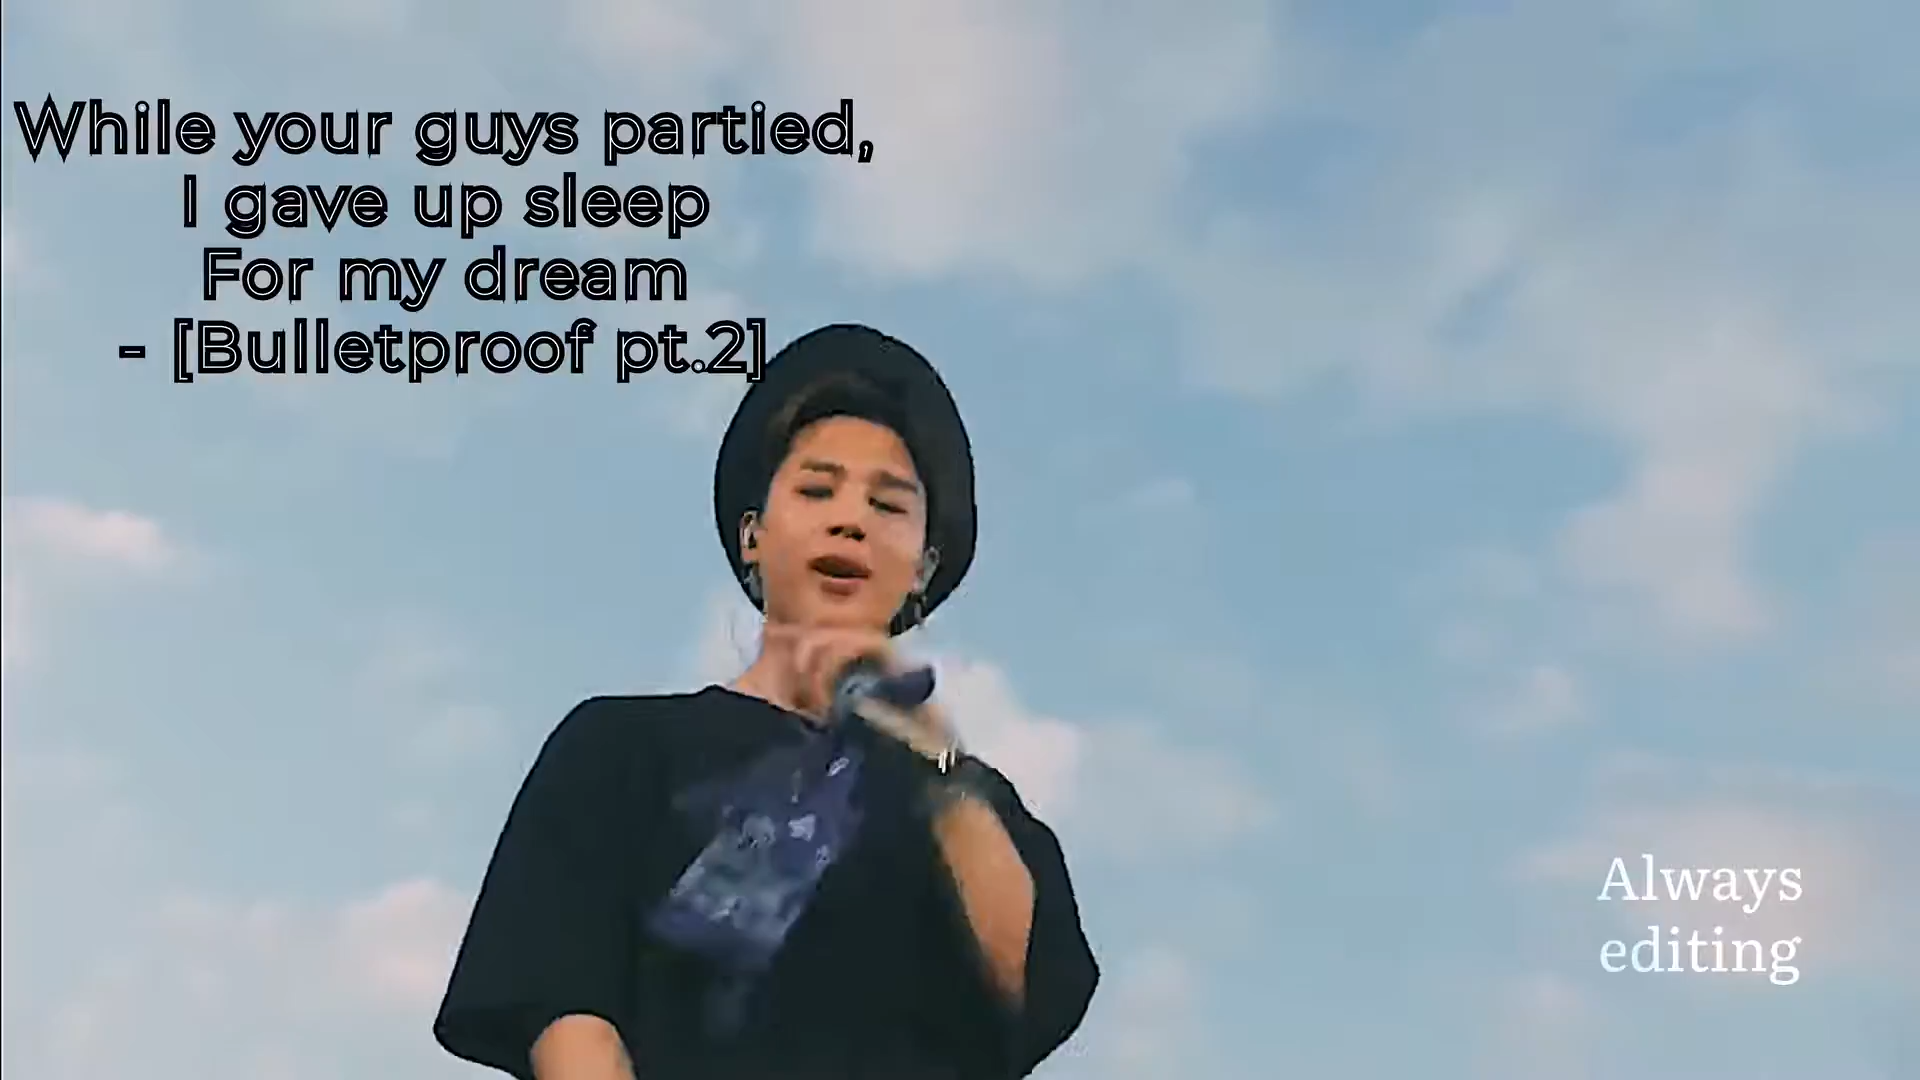 While your guys partied,
I gave up sleep
For my dream
- [Bulletproof pt.2]
Always
editing